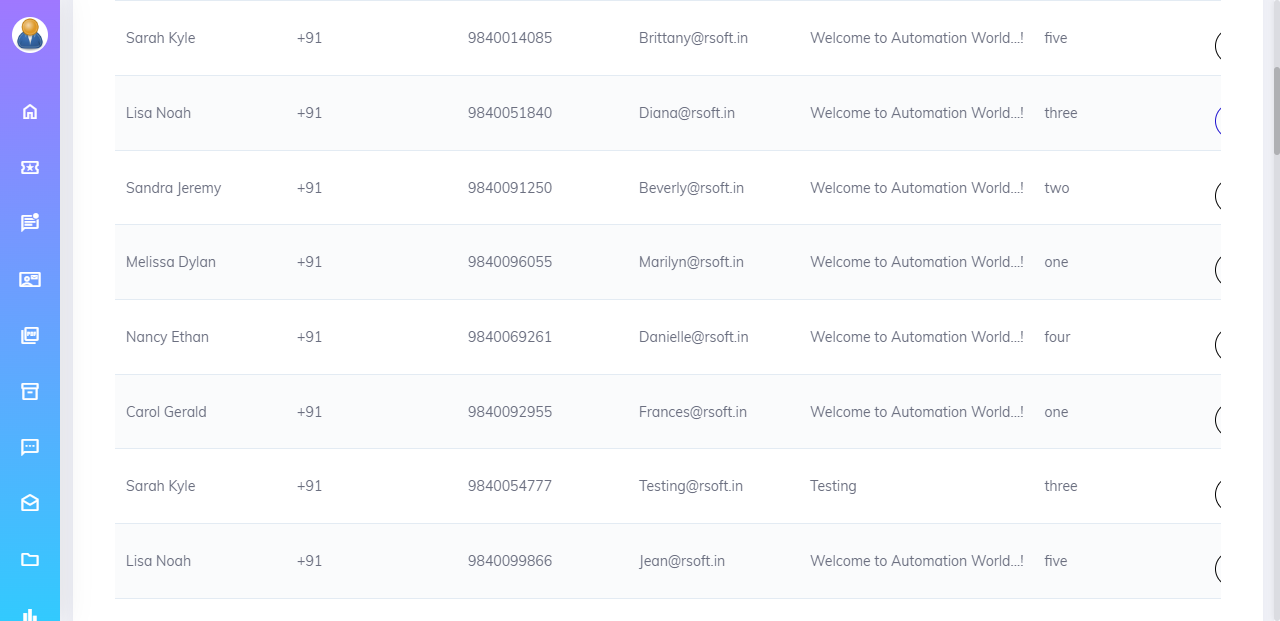 Sarah Kyle +91 9840014085 Brittany@rsoft.in Welcome to Automation World...! five
Lisa Noah +91 9840051840 Diana@rsoft.in Welcome to Automation World...! three
Sandra Jeremy +91 9840091250 Beverly@rsoft.in Welcome to Automation World...! two
Melissa Dylan +91 9840096055 Marilyn@rsoft.in Welcome to Automation World...! one
Nancy Ethan +91 9840069261 Danielle@rsoft.in Welcome to Automation World...! four
Carol Gerald +91 9840092955 Frances@rsoft.in Welcome to Automation World...! one
Sarah Kyle +91 9840054777 Testing@rsoft.in Testing three
Lisa Noah +91 9840099866 Jean@rsoft.in Welcome to Automation World...! five